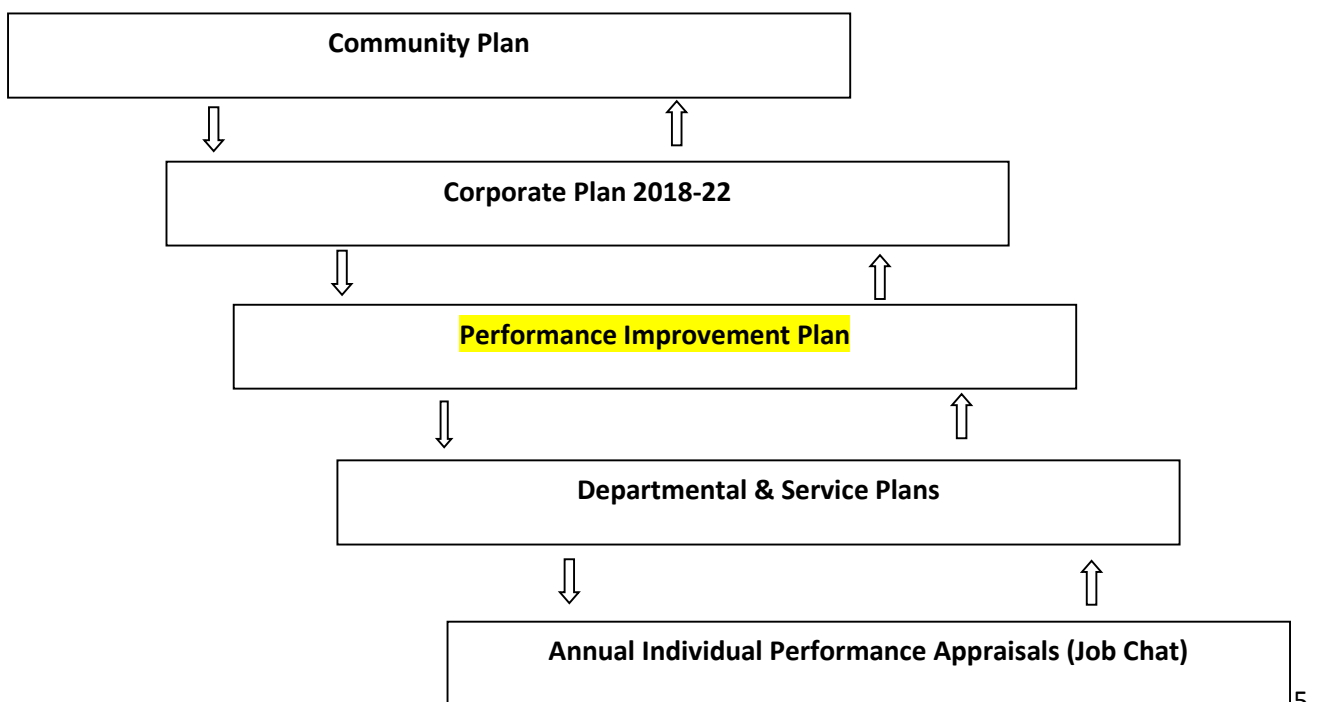 Community Plan
Corporate Plan 2018-22
Performance Improvement Plan
Departmental & Service Plans
Annual Individual Performance Appraisals (Job Chat)
5